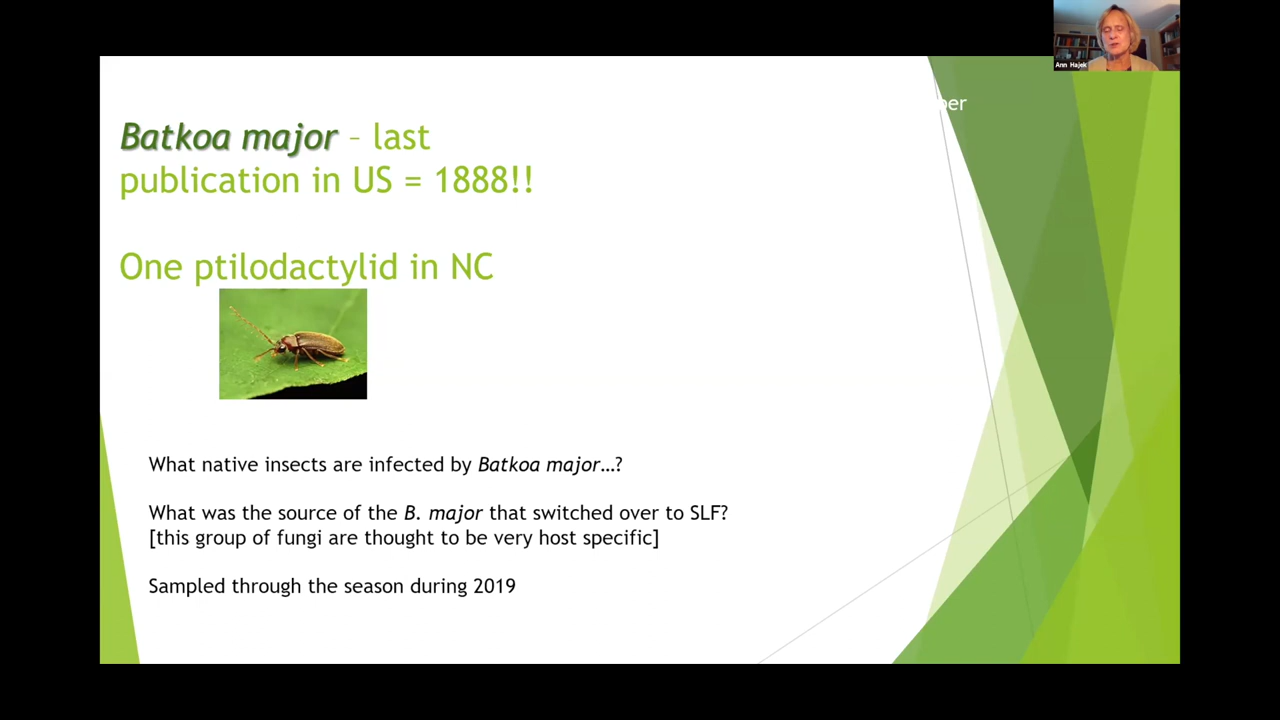 Ann Hajek
Batkoa major – last
publication in US = 1888!!
One ptilodactylid in NC
What native insects are infected by Batkoa major…?
What was the source of the B. major that switched over to SLF?
[this group of fungi are thought to be very host specific]
Sampled through the season during 2019